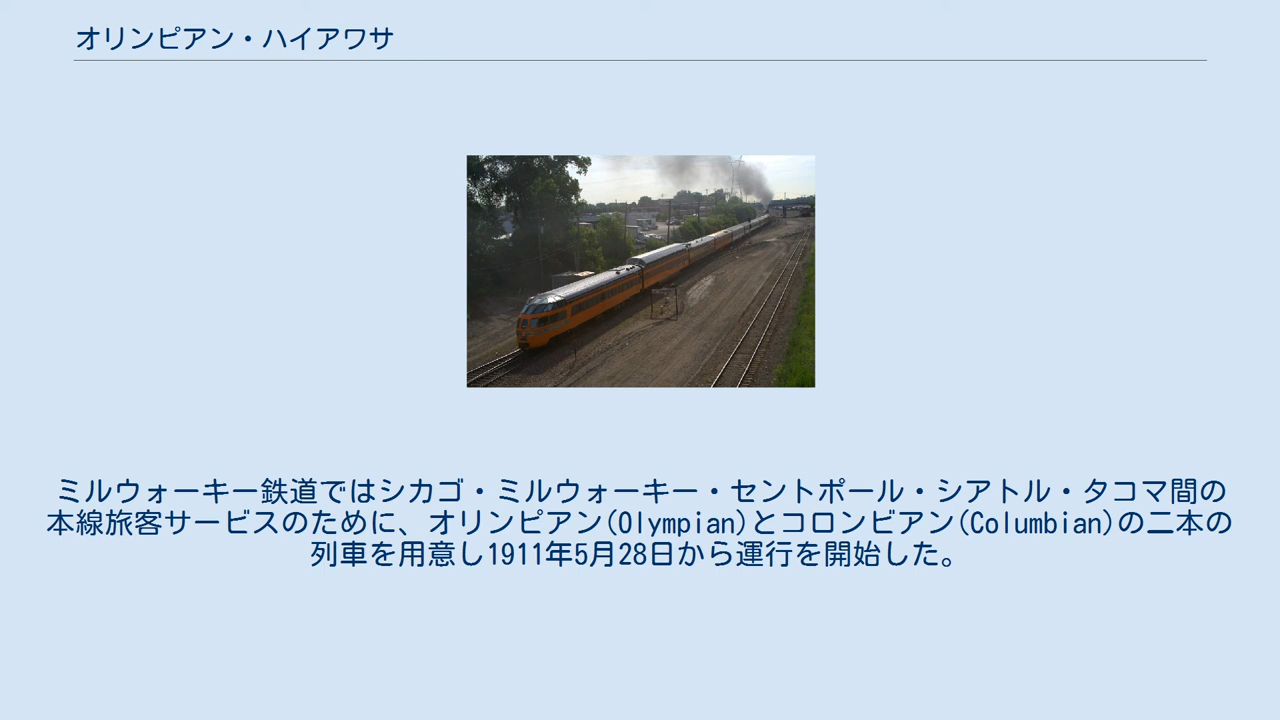 オリンピアン・ハイアワサ
ミルウォーキー鉄道ではシカゴ・ミルウォーキー・セントポール・シアトル・タコマ間の
本線旅客サービスのために、オリンピアン(Olympian)とコロンビアン(Columbian)の二本の
列車を用意し1911年5月28日から運行を開始した。